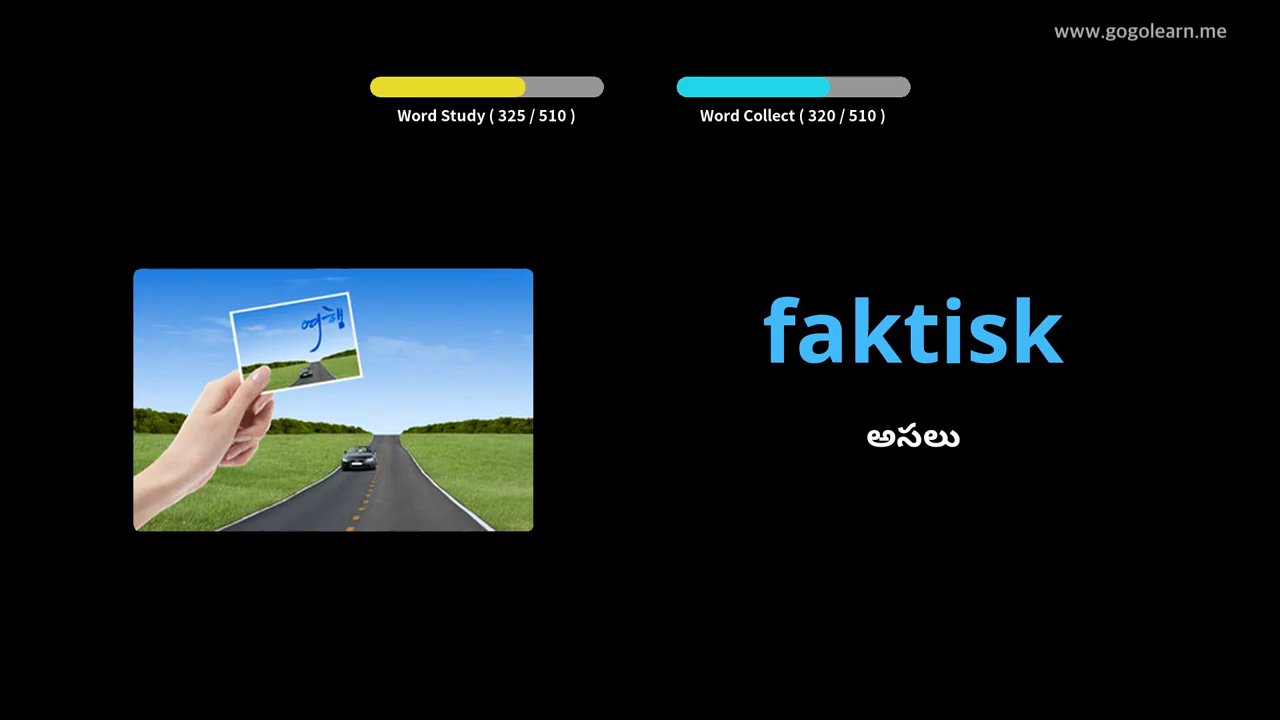 www.gogolearn.me
Word Study ( 325 / 510 )
Word Collect ( 320 / 510 )
여행
faktisk
అసలు